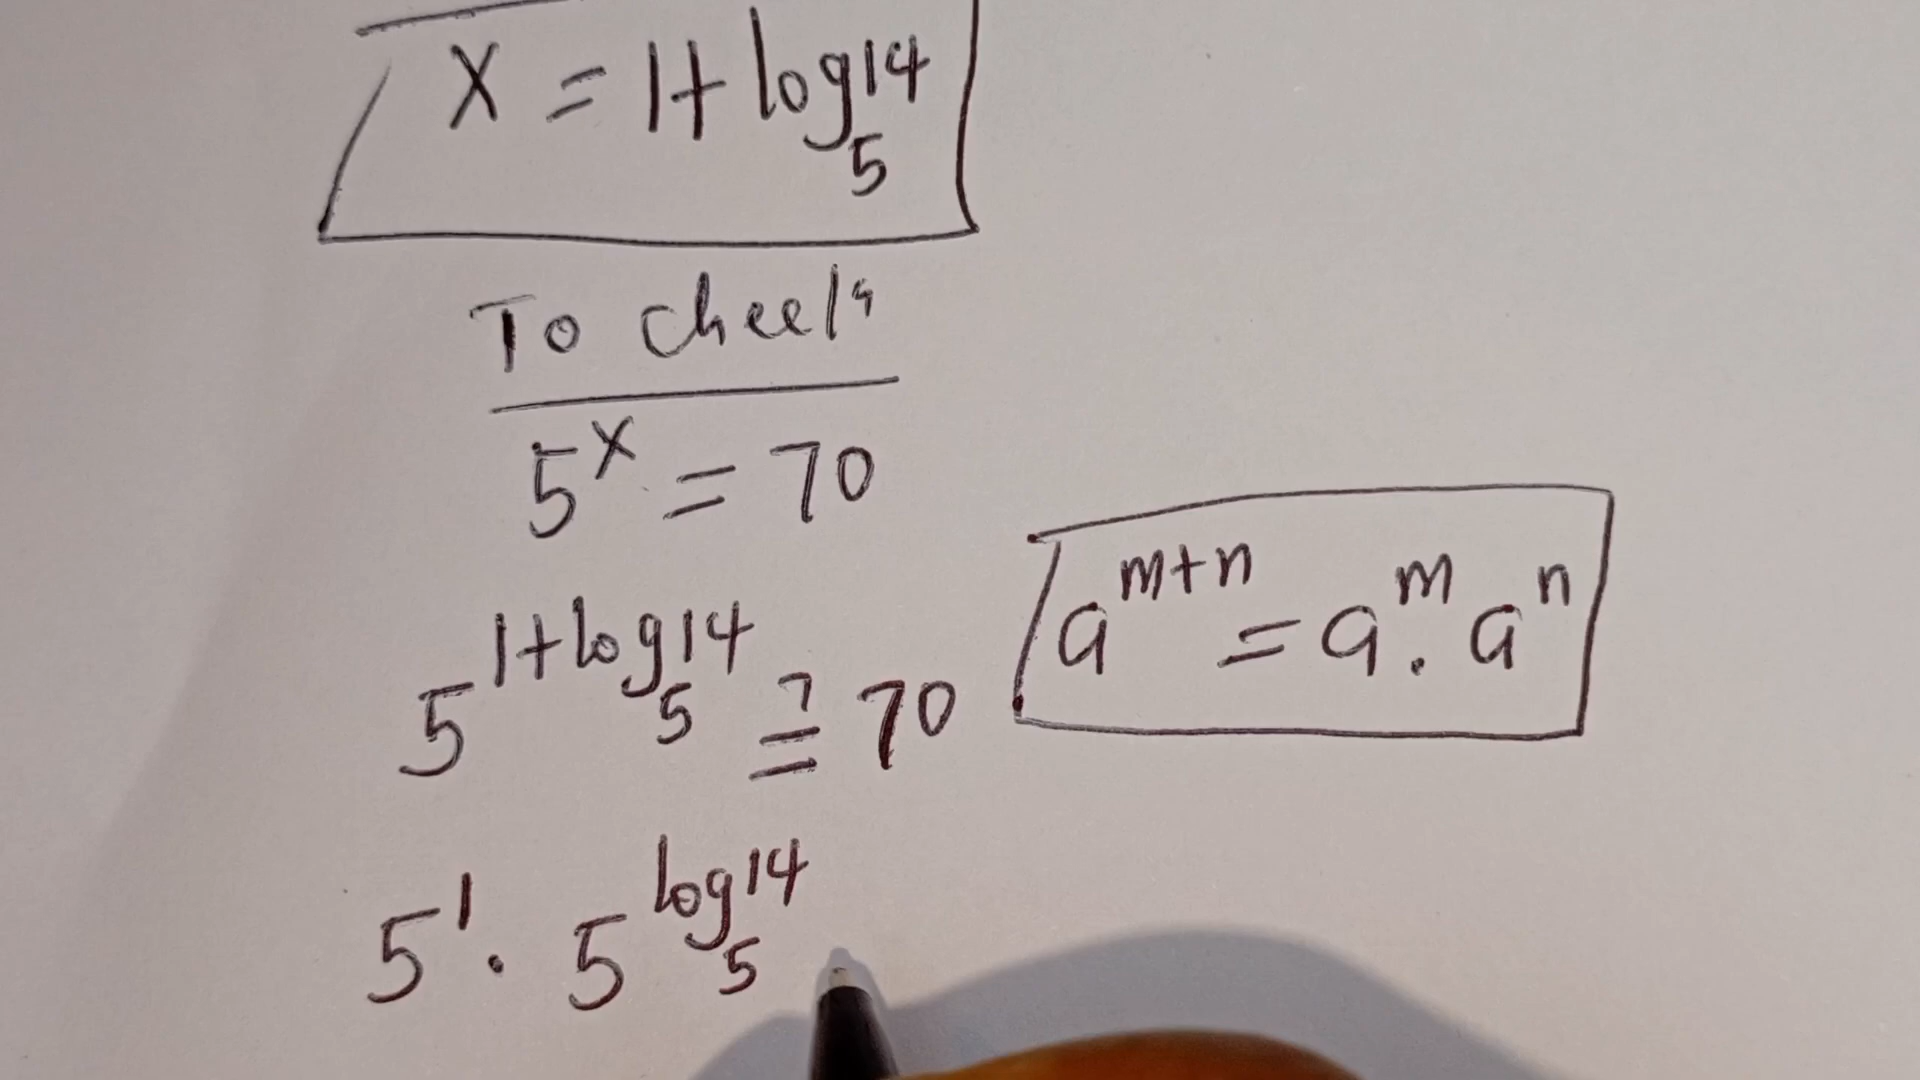 x = 1+log₅14
To check
5ˣ = 70
5^(1+log₅14) ?= 70
a^(m+n) = a^m . a^n
5¹ . 5^(log₅14)